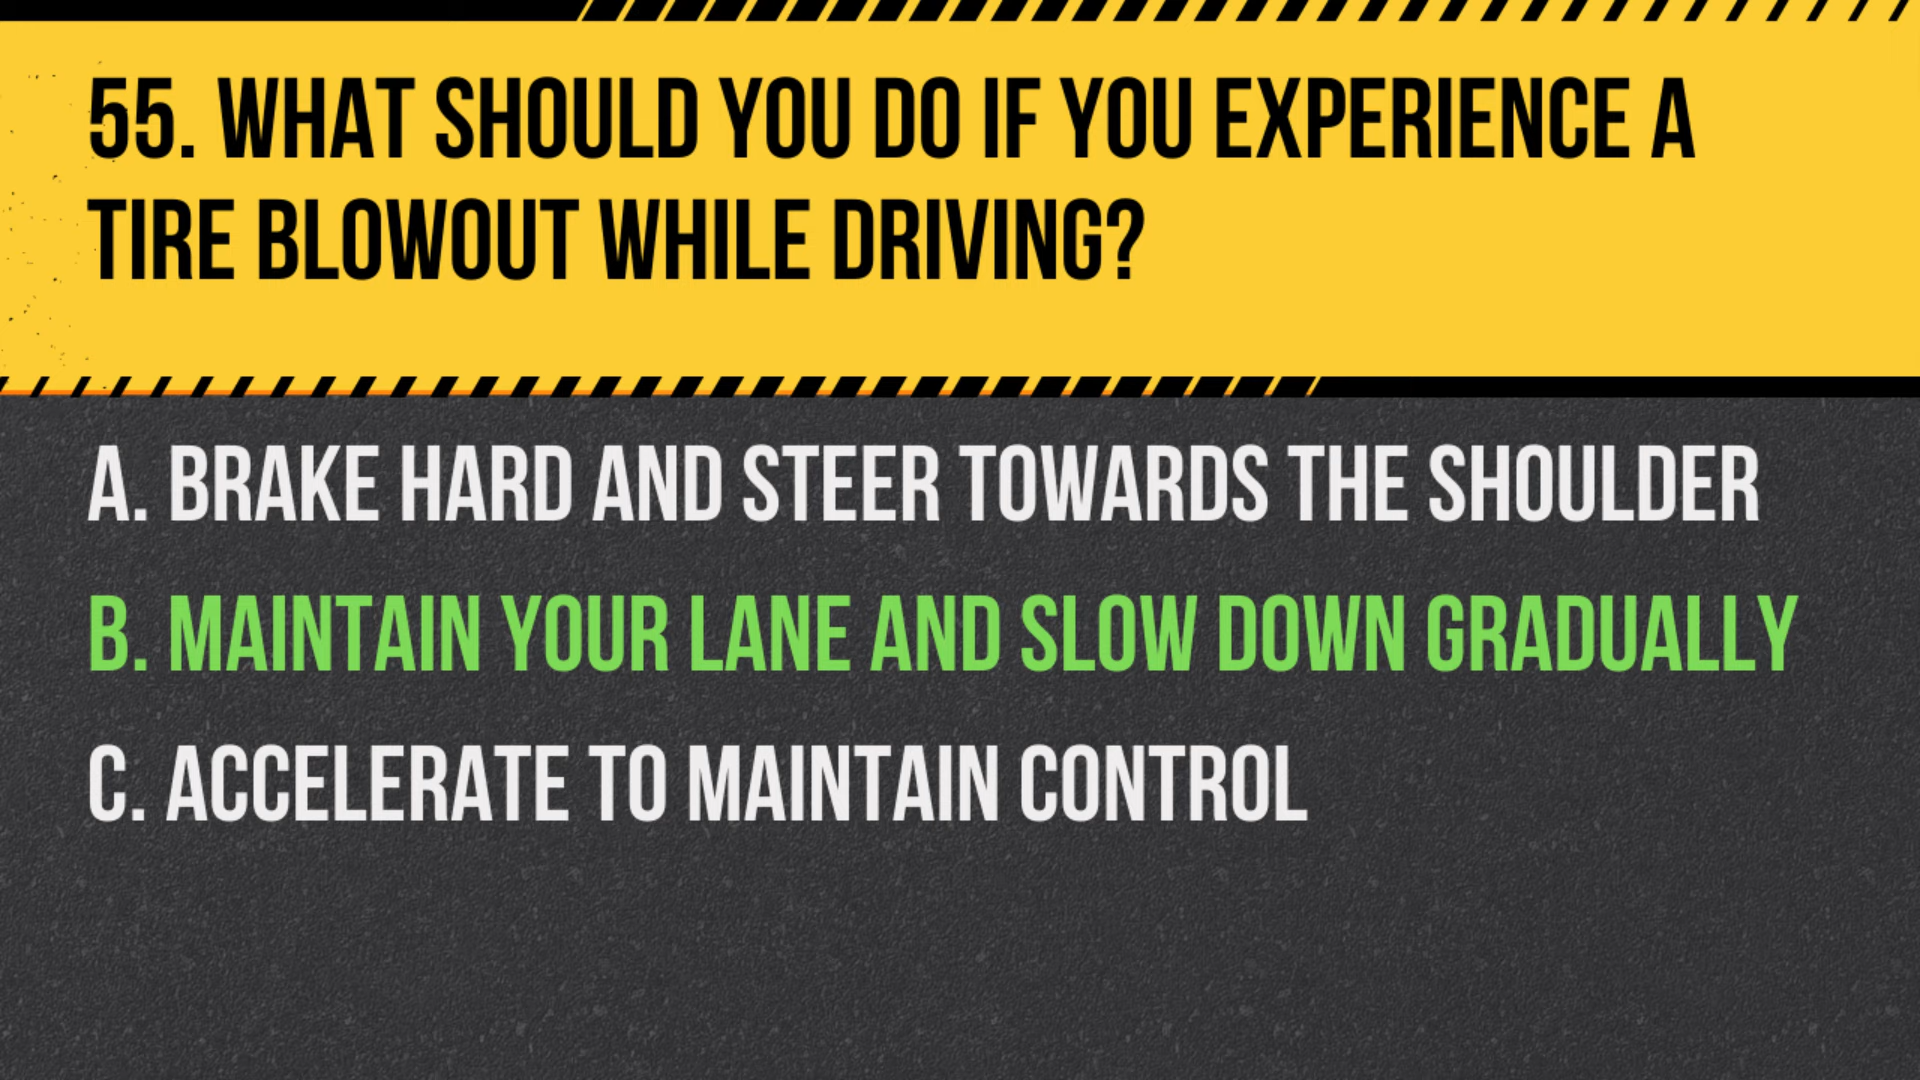 55. WHAT SHOULD YOU DO IF YOU EXPERIENCE A
TIRE BLOWOUT WHILE DRIVING?
A. BRAKE HARD AND STEER TOWARDS THE SHOULDER
B. MAINTAIN YOUR LANE AND SLOW DOWN GRADUALLY
C. ACCELERATE TO MAINTAIN CONTROL